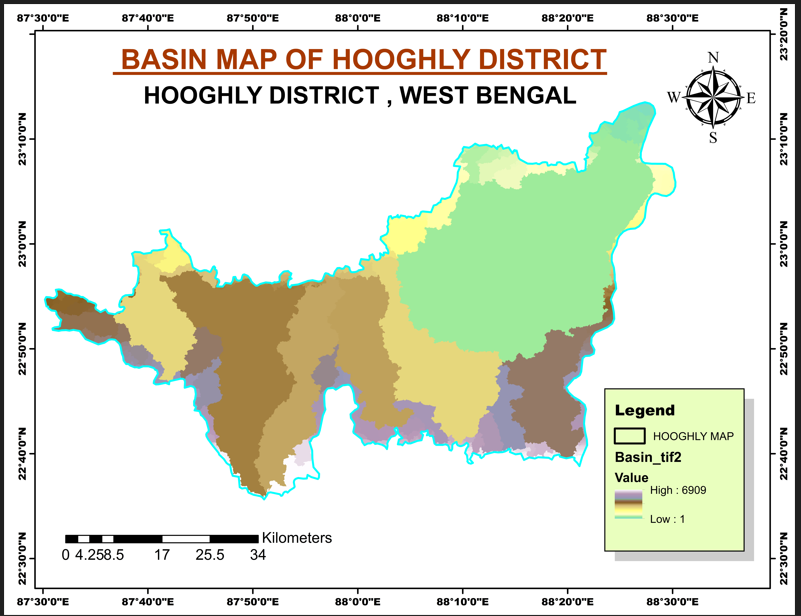 87°30'0"E 87°40'0"E 87°50'0"E 88°0'0"E 88°10'0"E 88°20'0"E 88°30'0"E
BASIN MAP OF HOOGHLY DISTRICT
HOOGHLY DISTRICT , WEST BENGAL
N
W E
S
23°20'0"N
23°10'0"N 23°10'0"N
23°0'0"N 23°0'0"N
22°50'0"N 22°50'0"N
22°40'0"N 22°40'0"N
22°30'0"N 22°30'0"N
Legend
HOOGHLY MAP
Basin_tif2
Value
High : 6909
Low : 1
Kilometers
0 4.258.5 17 25.5 34
87°30'0"E 87°40'0"E 87°50'0"E 88°0'0"E 88°10'0"E 88°20'0"E 88°30'0"E